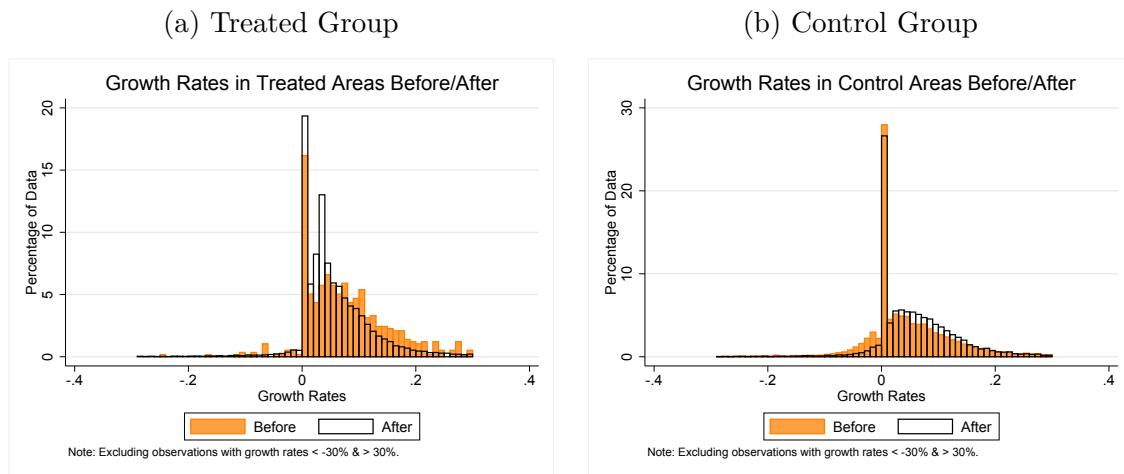 (a) Treated Group
Growth Rates in Treated Areas Before/After
Percentage of Data
20
15
10
5
0
-.4
-.2
0
.2
.4
Growth Rates
Before
After
Note: Excluding observations with growth rates < -30% & > 30%.
(b) Control Group
Growth Rates in Control Areas Before/After
Percentage of Data
30
20
10
0
-.4
-.2
0
.2
.4
Growth Rates
Before
After
Note: Excluding observations with growth rates < -30% & > 30%.